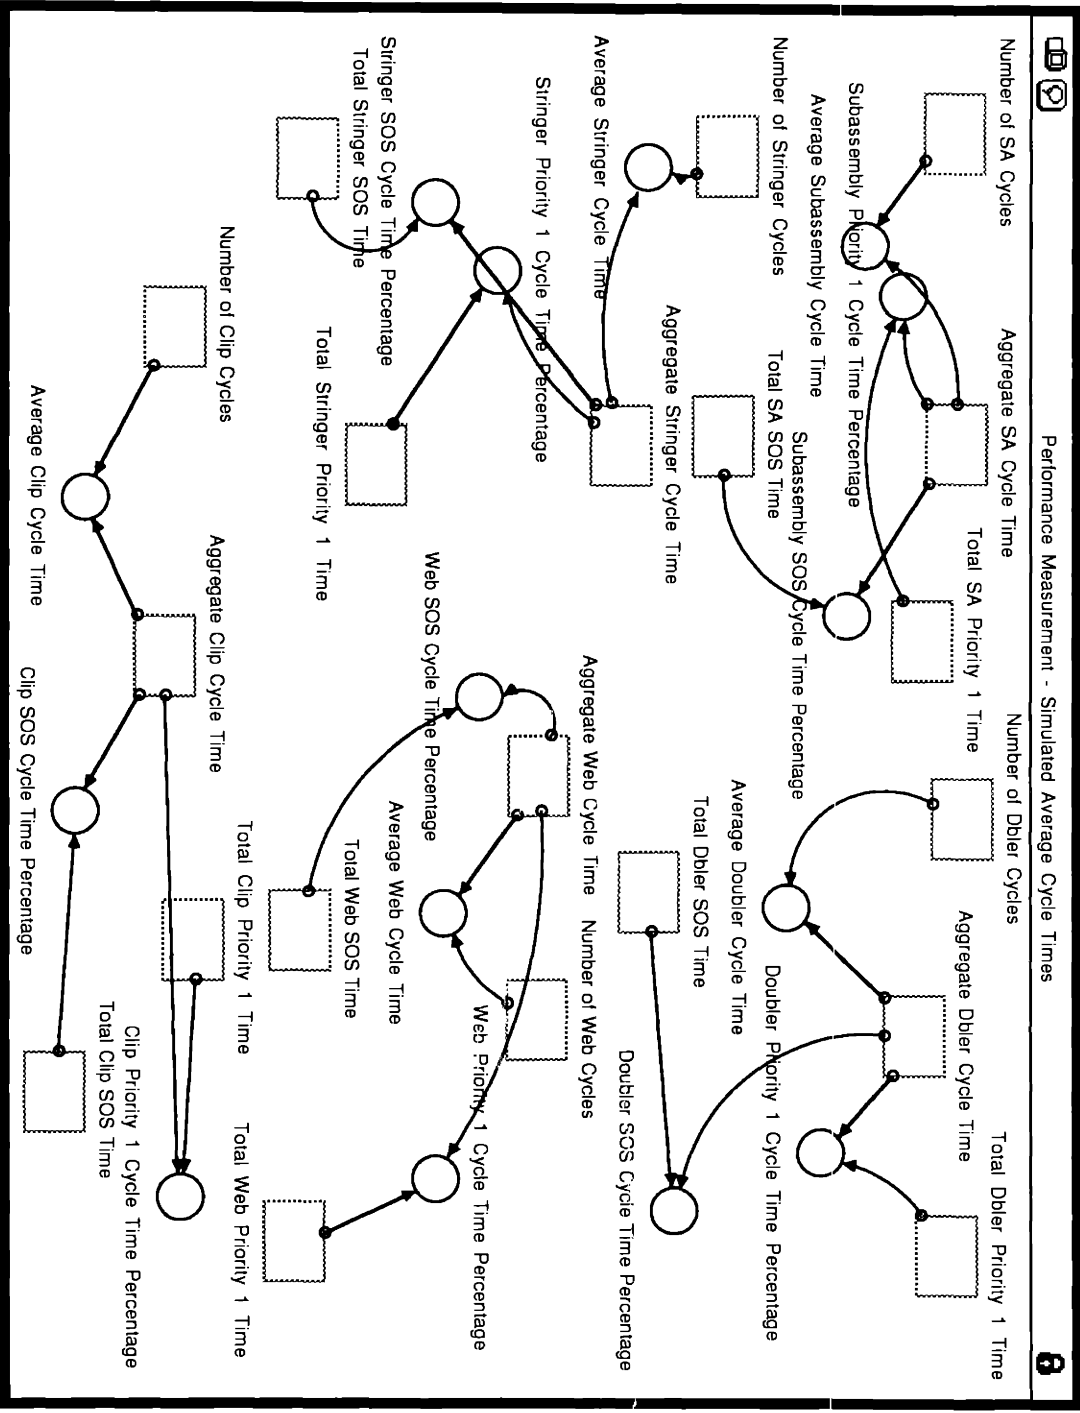 Performance Measurement - Simulated Average Cycle Times
Number of SA Cycles
Aggregate SA Cycle Time
Total SA Priority 1 Time
Number of Dbler Cycles
Aggregate Dbler Cycle Time
Total Dbler Priority 1 Time
Subassembly Priority 1 Cycle Time Percentage
Average Subassembly Cycle Time
Subassembly SOS Cycle Time Percentage
Number of Stringer Cycles
Total SA SOS Time
Doubler Priority 1 Cycle Time Percentage
Average Doubler Cycle Time
Total Dbler SOS Time
Aggregate Stringer Cycle Time
Doubler SOS Cycle Time Percentage
Average Stringer Cycle Time
Aggregate Web Cycle Time
Number of Web Cycles
Stringer Priority 1 Cycle Time Percentage
Web Priority 1 Cycle Time Percentage
Web SOS Cycle Time Percentage
Average Web Cycle Time
Stringer SOS Cycle Time Percentage
Total Stringer SOS Time
Total Web SOS Time
Total Stringer Priority 1 Time
Number of Clip Cycles
Aggregate Clip Cycle Time
Total Clip Priority 1 Time
Total Web Priority 1 Time
Clip Priority 1 Cycle Time Percentage
Total Clip SOS Time
Average Clip Cycle Time
Clip SOS Cycle Time Percentage